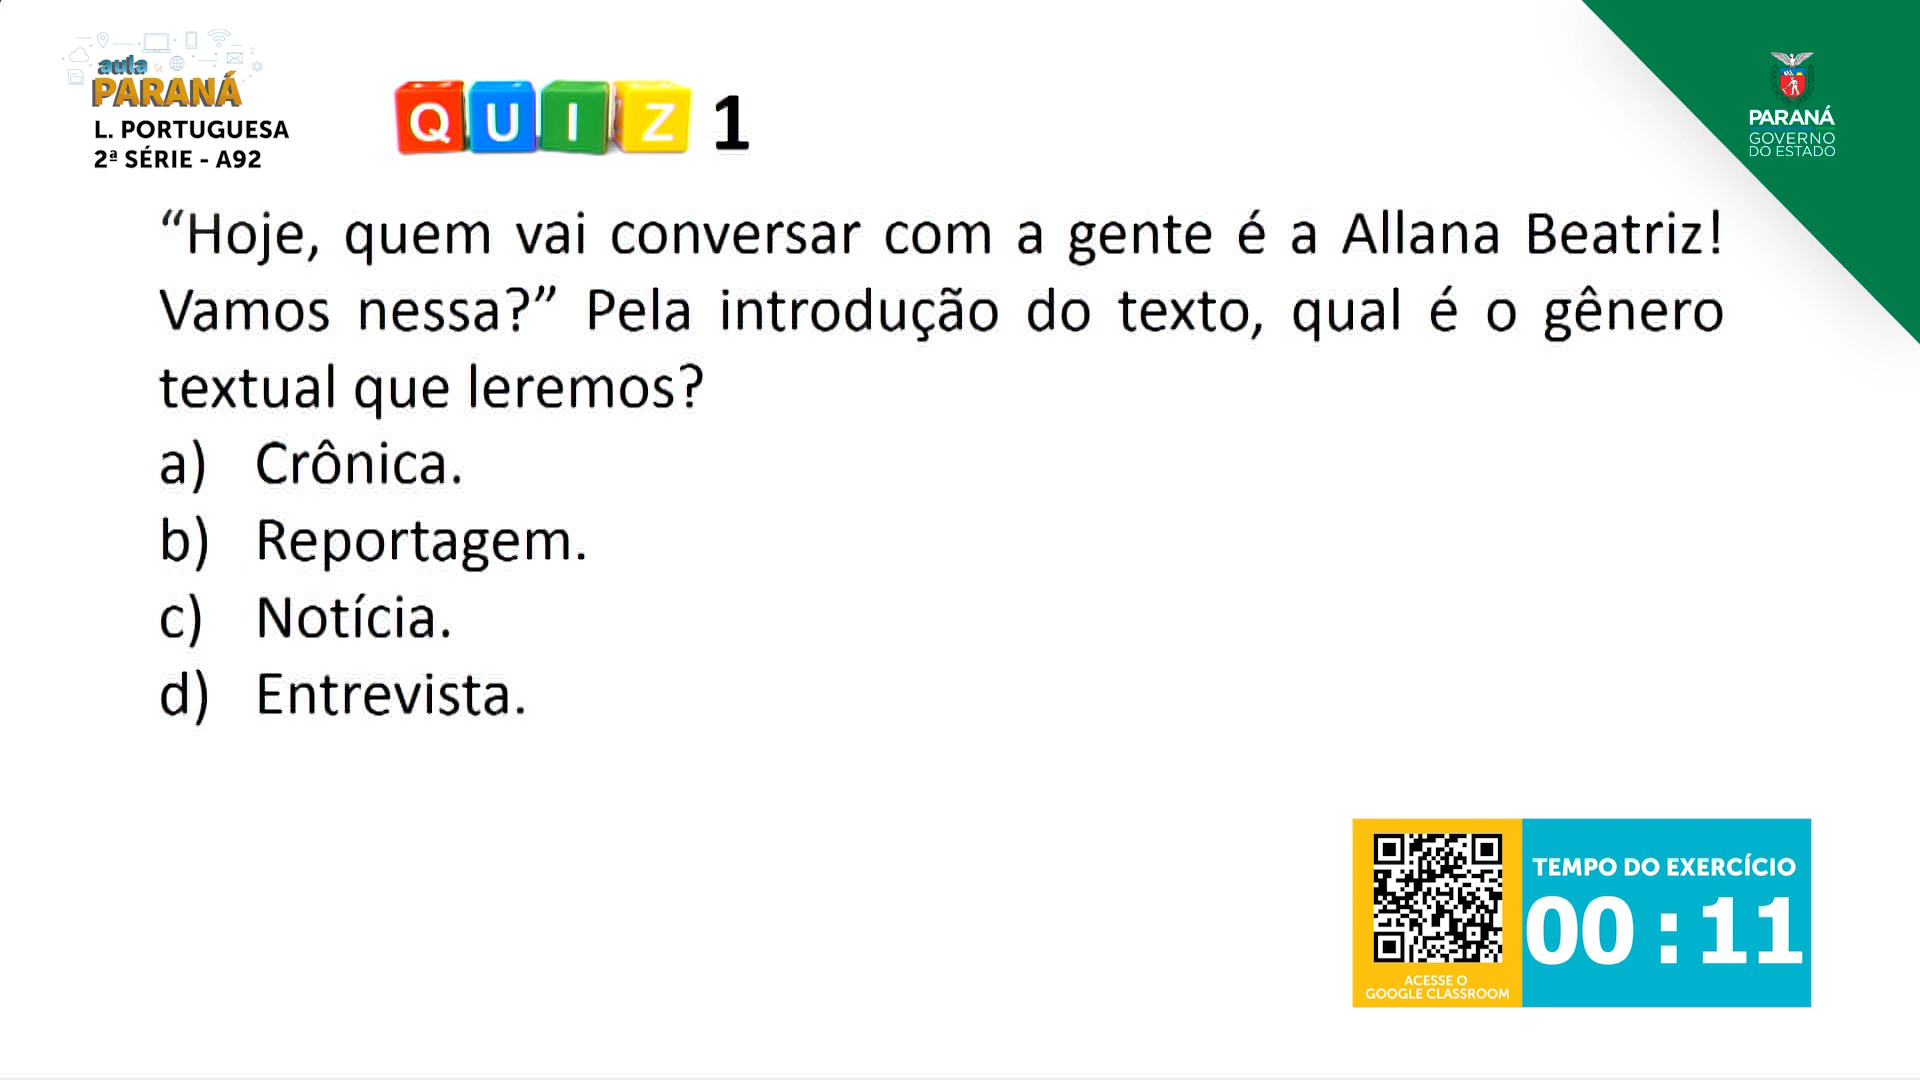 aula
PARANÁ
L. PORTUGUESA
2ª SÉRIE - A92
QUIZ 1
PARANÁ
GOVERNO
DO ESTADO
“Hoje, quem vai conversar com a gente é a Allana Beatriz!
Vamos nessa?” Pela introdução do texto, qual é o gênero
textual que leremos?
a) Crônica.
b) Reportagem.
c) Notícia.
d) Entrevista.
ACESSE O
GOOGLE CLASSROOM
TEMPO DO EXERCÍCIO
00:11